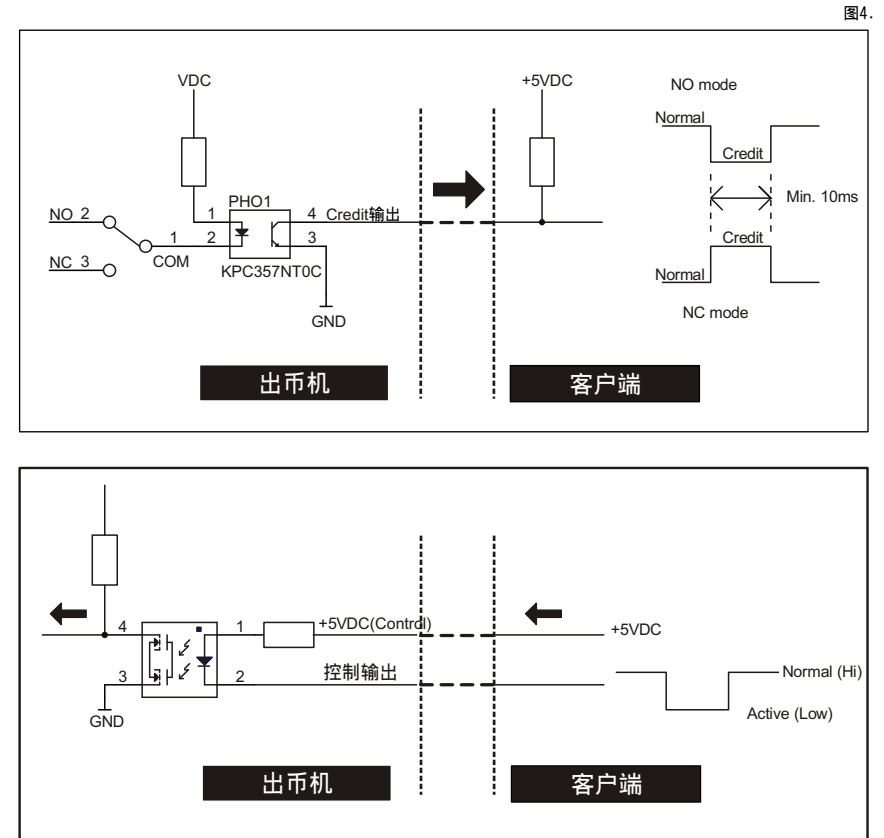 图4.
VDC
+5VDC
NO mode
Normal
Credit
Min. 10ms
Credit
Normal
NC mode
PHO1
NO 2
1
4 Credit输出
1
2
3
COM
NC 3
KPC357NT0C
GND
出币机
客户端
4
1
+5VDC(Control)
+5VDC
3
2
控制输出
Normal (Hi)
GND
Active (Low)
出币机
客户端